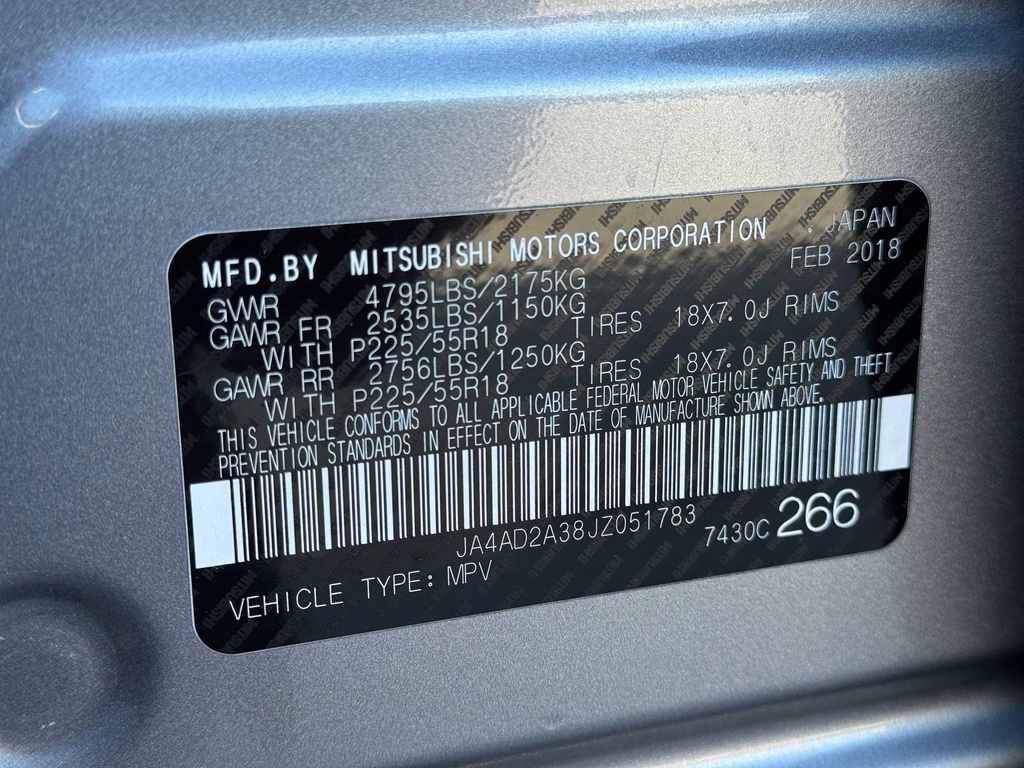 MFD.BY MITSUBISHI MOTORS CORPORATION . JAPAN
GVWR 4795LBS/2175KG FEB 2018
GAWR FR 2535LBS/1150KG
WITH P225/55R18 TIRES 18X7.0J RIMS
GAWR RR 2756LBS/1250KG
WITH P225/55R18 TIRES 18X7.0J RIMS
THIS VEHICLE CONFORMS TO ALL APPLICABLE FEDERAL MOTOR VEHICLE SAFETY AND THEFT
PREVENTION STANDARDS IN EFFECT ON THE DATE OF MANUFACTURE SHOWN ABOVE.
JA4AD2A38JZ051783 7430C 266
VEHICLE TYPE: MPV